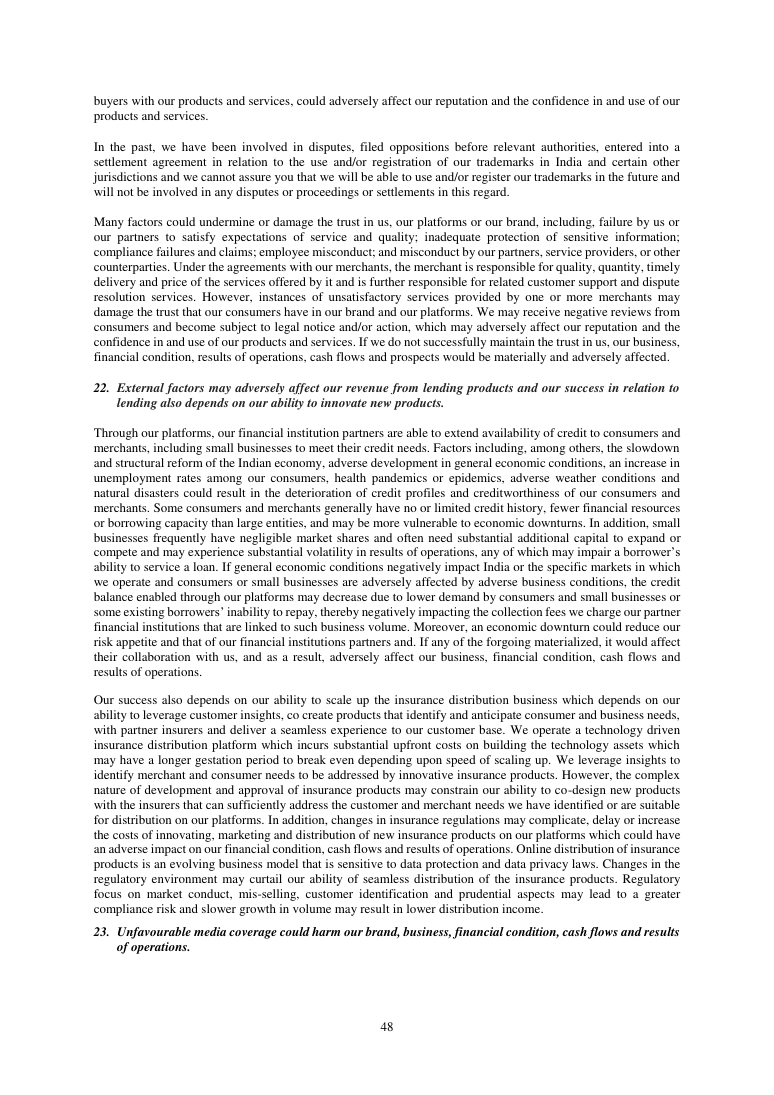 buyers with our products and services, could adversely affect our reputation and the confidence in and use of our
products and services.
In the past, we have been involved in disputes, filed oppositions before relevant authorities, entered into a
settlement agreement in relation to the use and/or registration of our trademarks in India and certain other
jurisdictions and we cannot assure you that we will be able to use and/or register our trademarks in the future and
will not be involved in any disputes or proceedings or settlements in this regard.
Many factors could undermine or damage the trust in us, our platforms or our brand, including, failure by us or
our partners to satisfy expectations of service and quality; inadequate protection of sensitive information;
compliance failures and claims; employee misconduct; and misconduct by our partners, service providers, or other
counterparties. Under the agreements with our merchants, the merchant is responsible for quality, quantity, timely
delivery and price of the services offered by it and is further responsible for related customer support and dispute
resolution services. However, instances of unsatisfactory services provided by one or more merchants may
damage the trust that our consumers have in our brand and our platforms. We may receive negative reviews from
consumers and become subject to legal notice and/or action, which may adversely affect our reputation and the
confidence in and use of our products and services. If we do not successfully maintain the trust in us, our business,
financial condition, results of operations, cash flows and prospects would be materially and adversely affected.
22. External factors may adversely affect our revenue from lending products and our success in relation to
lending also depends on our ability to innovate new products.
Through our platforms, our financial institution partners are able to extend availability of credit to consumers and
merchants, including small businesses to meet their credit needs. Factors including, among others, the slowdown
and structural reform of the Indian economy, adverse development in general economic conditions, an increase in
unemployment rates among our consumers, health pandemics or epidemics, adverse weather conditions and
natural disasters could result in the deterioration of credit profiles and creditworthiness of our consumers and
merchants. Some consumers and merchants generally have no or limited credit history, fewer financial resources
or borrowing capacity than large entities, and may be more vulnerable to economic downturns. In addition, small
businesses frequently have negligible market shares and often need substantial additional capital to expand or
compete and may experience substantial volatility in results of operations, any of which may impair a borrower's
ability to service a loan. If general economic conditions negatively impact India or the specific markets in which
we operate and consumers or small businesses are adversely affected by adverse business conditions, the credit
balance enabled through our platforms may decrease due to lower demand by consumers and small businesses or
some existing borrowers' inability to repay, thereby negatively impacting the collection fees we charge our partner
financial institutions that are linked to such business volume. Moreover, an economic downturn could reduce our
risk appetite and that of our financial institutions partners and. If any of the forgoing materialized, it would affect
their collaboration with us, and as a result, adversely affect our business, financial condition, cash flows and
results of operations.
Our success also depends on our ability to scale up the insurance distribution business which depends on our
ability to leverage customer insights, co create products that identify and anticipate consumer and business needs,
with partner insurers and deliver a seamless experience to our customer base. We operate a technology driven
insurance distribution platform which incurs substantial upfront costs on building the technology assets which
may have a longer gestation period to break even depending upon speed of scaling up. We leverage insights to
identify merchant and consumer needs to be addressed by innovative insurance products. However, the complex
nature of development and approval of insurance products may constrain our ability to co-design new products
with the insurers that can sufficiently address the customer and merchant needs we have identified or are suitable
for distribution on our platforms. In addition, changes in insurance regulations may complicate, delay or increase
the costs of innovating, marketing and distribution of new insurance products on our platforms which could have
an adverse impact on our financial condition, cash flows and results of operations. Online distribution of insurance
products is an evolving business model that is sensitive to data protection and data privacy laws. Changes in the
regulatory environment may curtail our ability of seamless distribution of the insurance products. Regulatory
focus on market conduct, mis-selling, customer identification and prudential aspects may lead to a greater
compliance risk and slower growth in volume may result in lower distribution income.
23. Unfavourable media coverage could harm our brand, business, financial condition, cash flows and results
of operations.
48